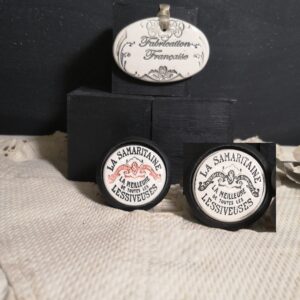 Fabrication
Française
LA SAMARITAINE
LA MEILLEURE
DE TOUTES LES
LESSIVEUSES
LA SAMARITAINE
LA MEILLEURE
DE TOUTES LES
LESSIVEUSES